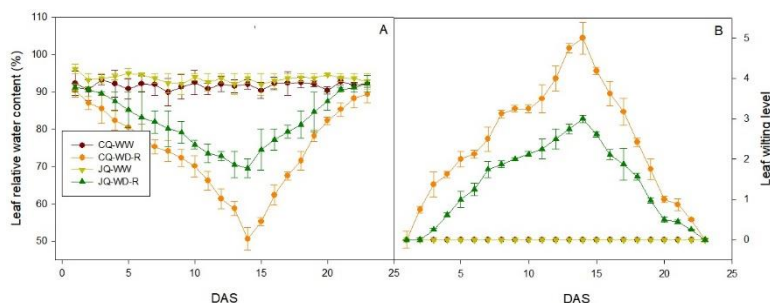 A
B
Leaf relative water content (%)
110
100
90
80
70
60
50
CQ-WW
CQ-WD-R
JQ-WW
JQ-WD-R
0 5 10 15 20 25
DAS
5 10 15 20 25
DAS
5
4
3
2
1
0
Leaf wilting level